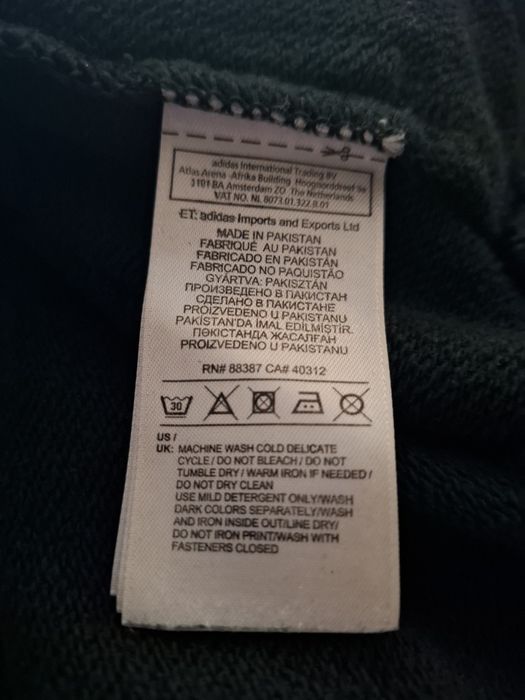 adidas International Trading BV
Atlas Arena -Afrika Building Hoogoorddreef 9a
1101 BA Amsterdam ZO The Netherlands
VAT NO. NL 8073.01.322.B.01
ET: adidas Imports and Exports Ltd
MADE IN PAKISTAN
FABRIQUÉ AU PAKISTAN
FABRICADO EN PAKISTÁN
FABRICADO NO PAQUISTÃO
GYÁRTVA: PAKISZTÁN
ПРОИЗВЕДЕНО В ПАКИСТАН
СДЕЛАНО В ПАКИСТАНЕ
PROIZVEDENO U PAKISTANU
PAKİSTAN'DA İMAL EDİLMİŞTİR.
ПӘКІСТАНДА ЖАСАЛҒАН
PROIZVEDENO U PAKISTANU
RN# 88387 CA# 40312
30
US /
UK: MACHINE WASH COLD DELICATE
CYCLE / DO NOT BLEACH / DO NOT
TUMBLE DRY / WARM IRON IF NEEDED /
DO NOT DRY CLEAN
USE MILD DETERGENT ONLY/WASH
DARK COLORS SEPARATELY/WASH
AND IRON INSIDE OUT/LINE DRY/
DO NOT IRON PRINT/WASH WITH
FASTENERS CLOSED